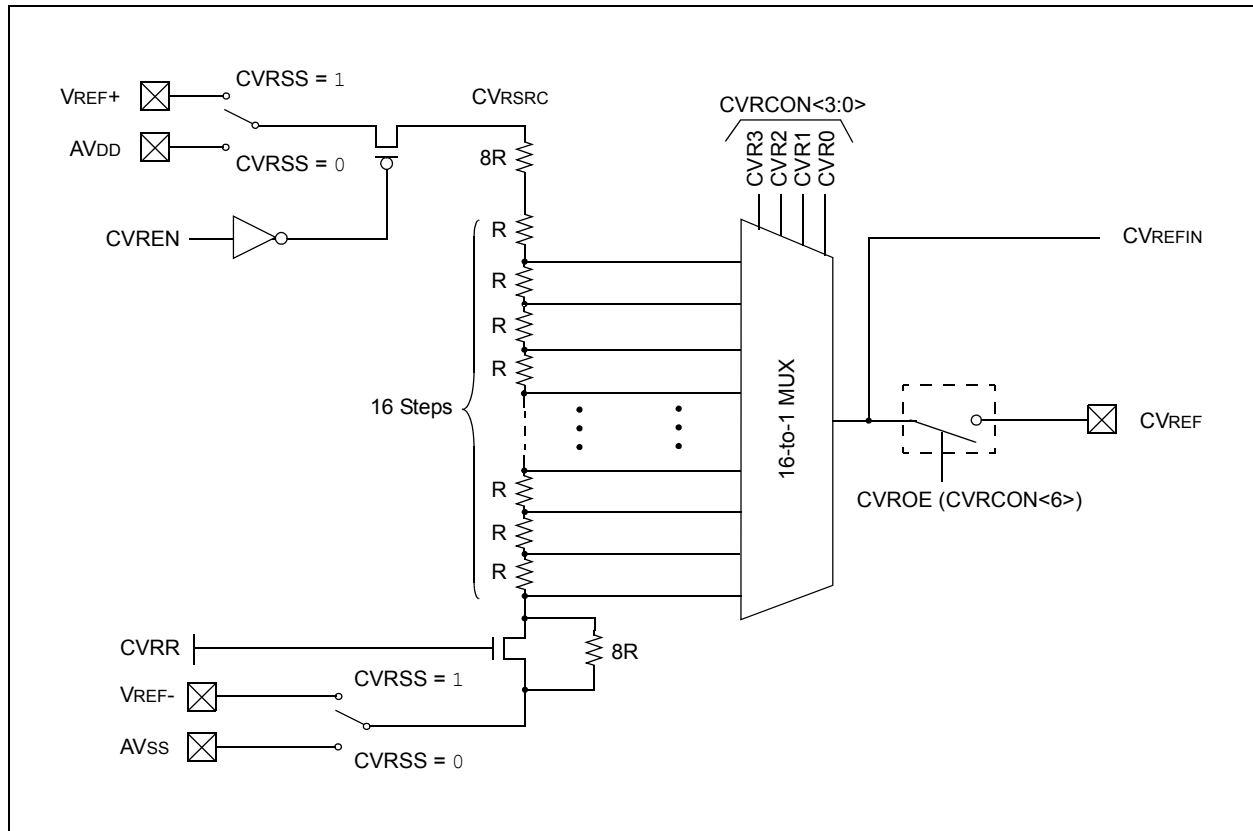 VREF+
CVRSS = 1
AVDD
CVRSS = 0
CVREN
CVRSRC
8R
R
R
R
R
16 Steps
R
R
R
CVRCON<3:0>
CVR3
CVR2
CVR1
CVR0
16-to-1 MUX
CVREFIN
CVREF
CVROE (CVRCON<6>)
CVRR
8R
VREF-
CVRSS = 1
AVSS
CVRSS = 0